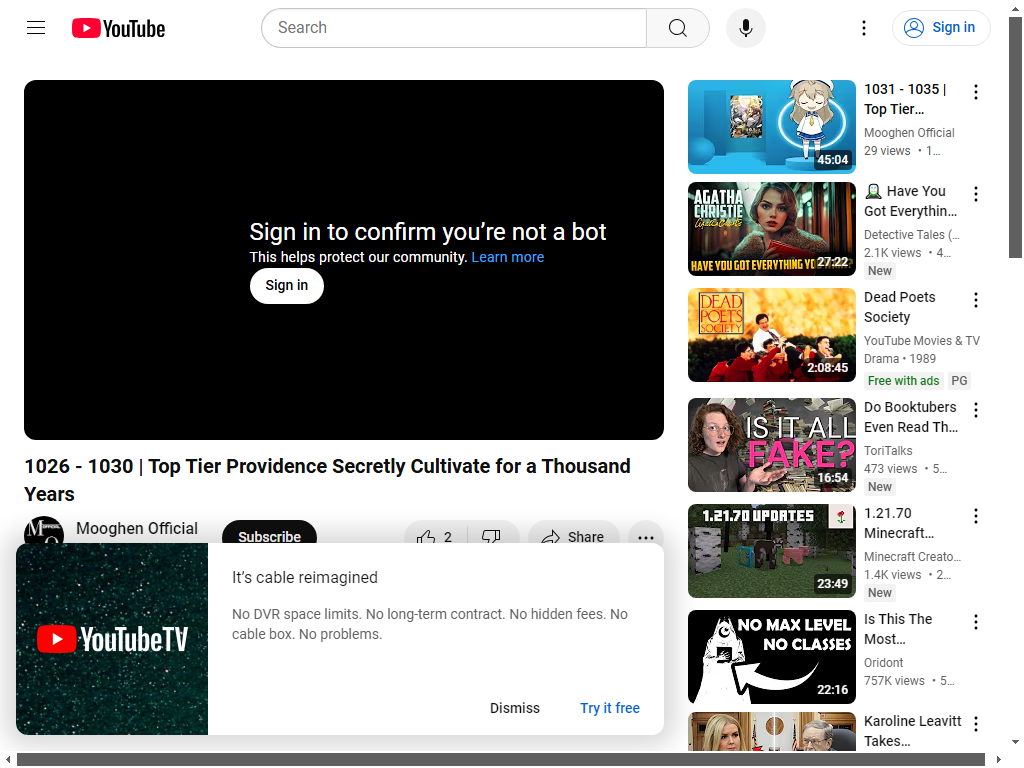 YouTube
Search
Sign in
Sign in to confirm you're not a bot
This helps protect our community. Learn more
Sign in
1026 - 1030 | Top Tier Providence Secretly Cultivate for a Thousand
Years
Mooghen Official
Subscribe
2
Share
YouTubeTV
It's cable reimagined
No DVR space limits. No long-term contract. No hidden fees. No
cable box. No problems.
Dismiss
Try it free
45:04
1031 - 1035 |
Top Tier…
Mooghen Official
29 views • 1…
AGATHA
CHRISTIE
HAVE YOU GOT EVERYTHING YO
27:22
Have You
Got Everythin…
Detective Tales (…
2.1K views • 4…
New
DEAD
POETS
SOCIETY
2:08:45
Dead Poets
Society
YouTube Movies & TV
Drama • 1989
Free with ads
PG
IS IT ALL
FAKE?
16:54
Do Booktubers
Even Read Th…
ToriTalks
473 views • 5…
New
1.21.70 UPDATES
23:49
1.21.70
Minecraft…
Minecraft Creato…
1.4K views • 2…
New
NO MAX LEVEL
NO CLASSES
22:16
Is This The
Most…
Oridont
757K views • 5…
Karoline Leavitt
Takes…